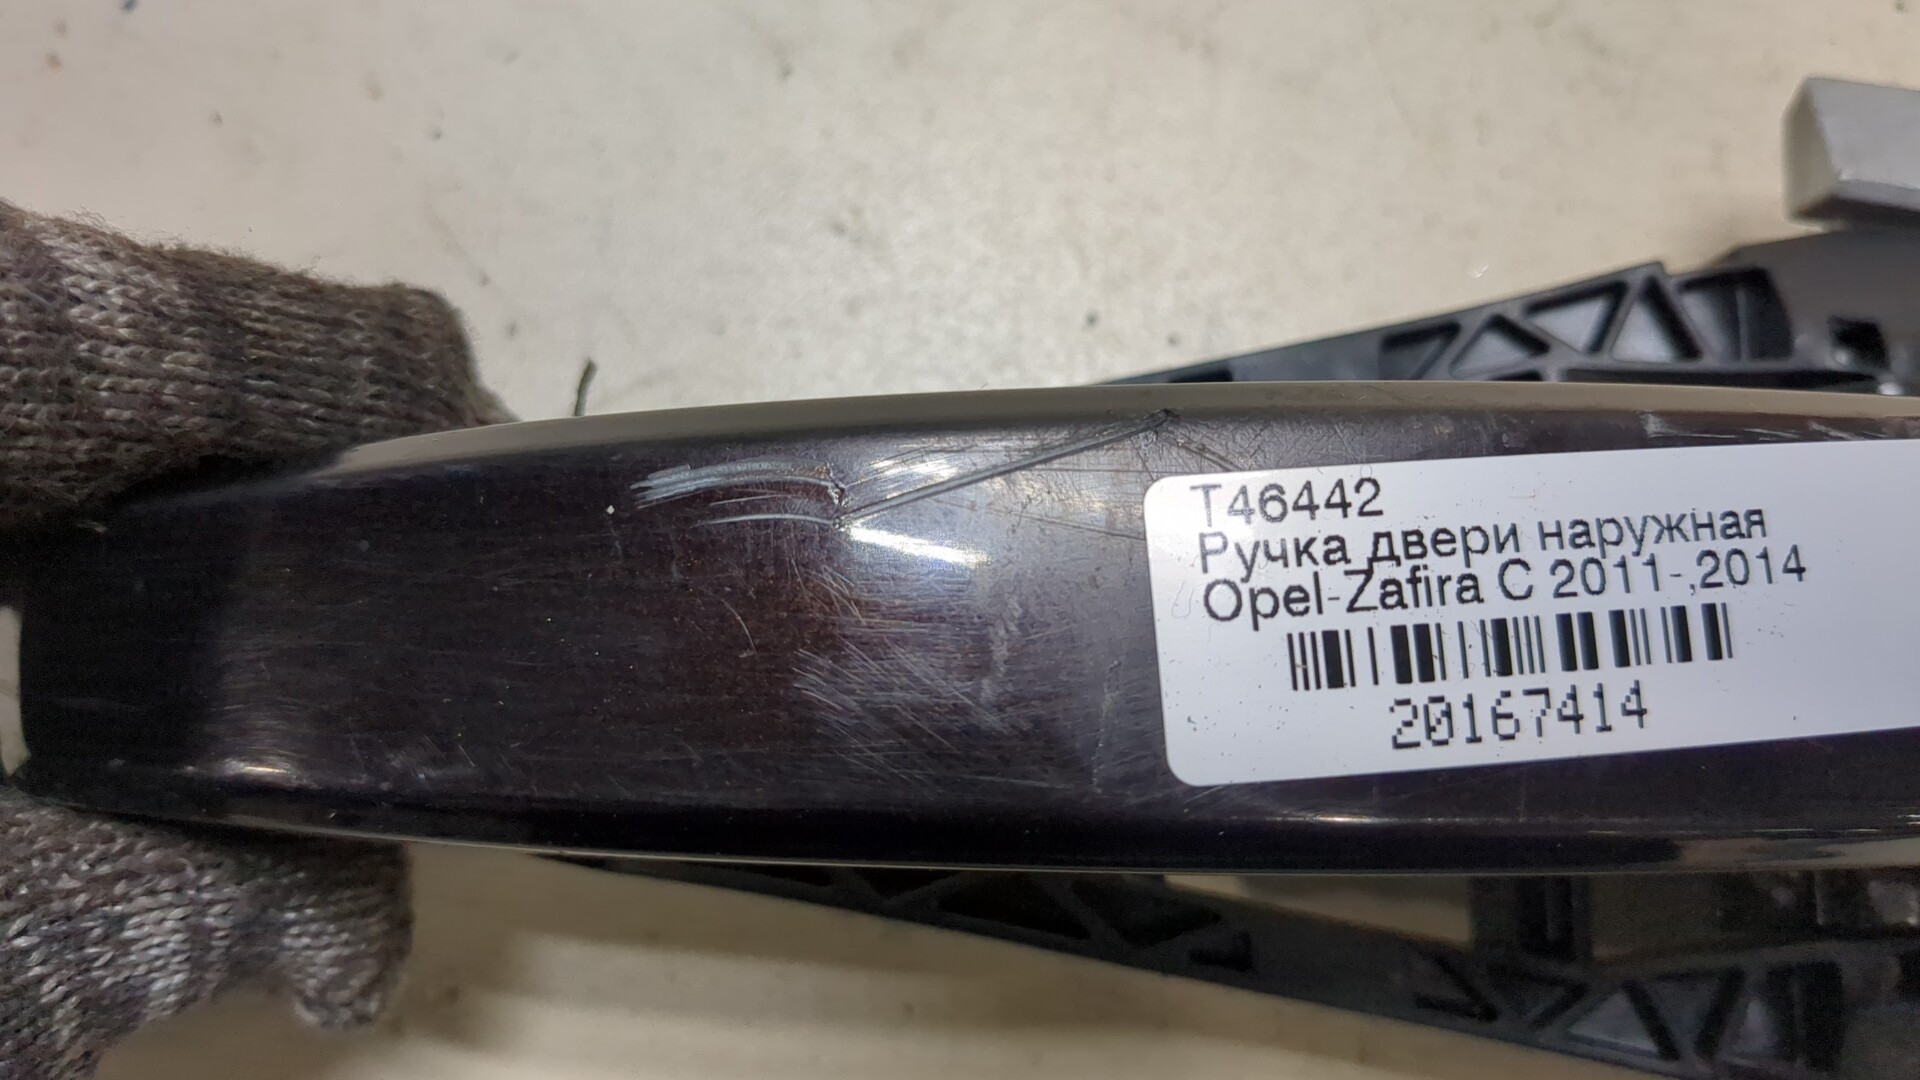 T46442
Ручка двери наружная
Opel-Zafira C 2011-,2014
20167414